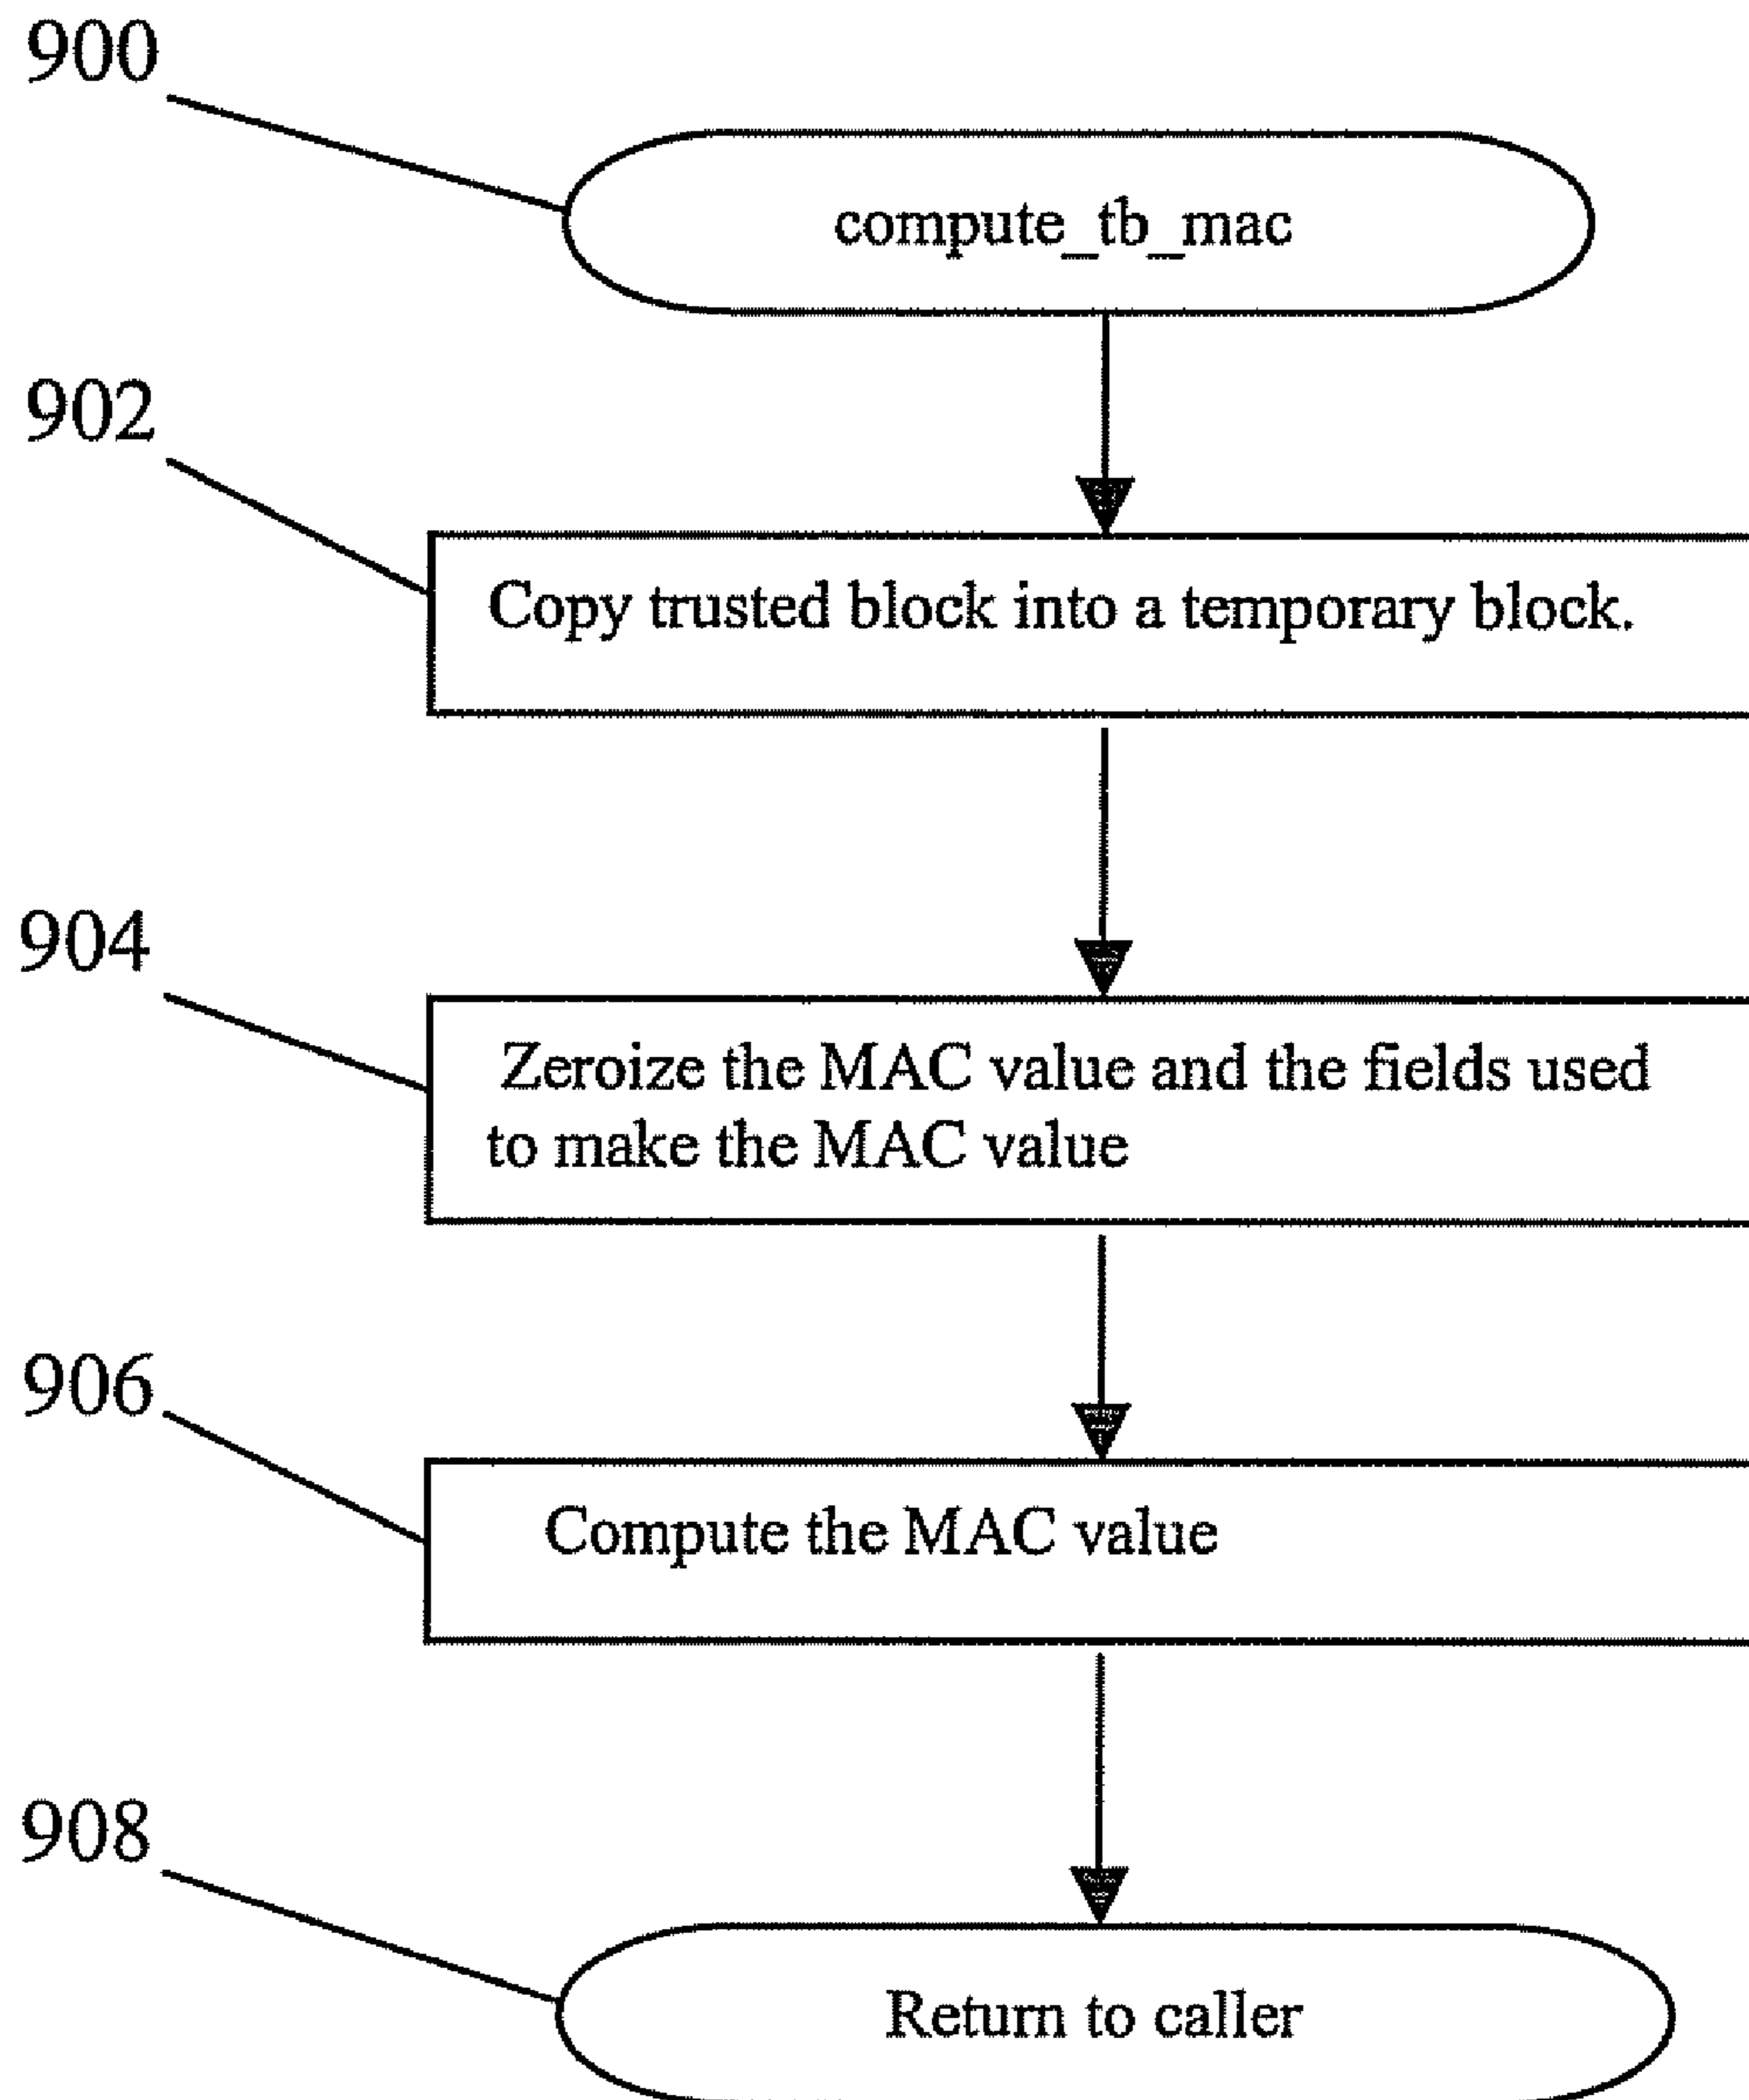 900
compute_tb_mac
902
Copy trusted block into a temporary block.
904
Zeroize the MAC value and the fields used
to make the MAC value
906
Compute the MAC value
908
Return to caller